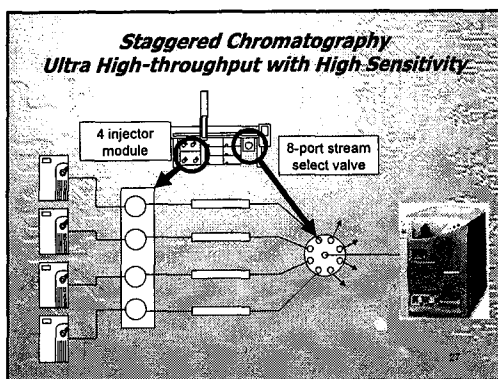 Staggered Chromatography
Ultra High-throughput with High Sensitivity
4 injector
module
8-port stream
select valve
27